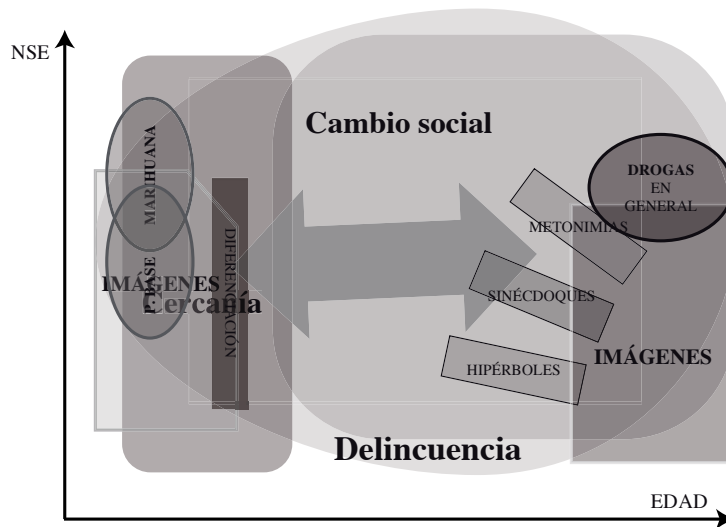 NSE
Cambio social
MARIHUANA
P. BASE
IMÁGENES
Cercanía
DIFERENCIACIÓN
DROGAS
EN
GENERAL
METONIMIAS
SINÉCDOQUES
HIPÉRBOLES
IMÁGENES
Delincuencia
EDAD